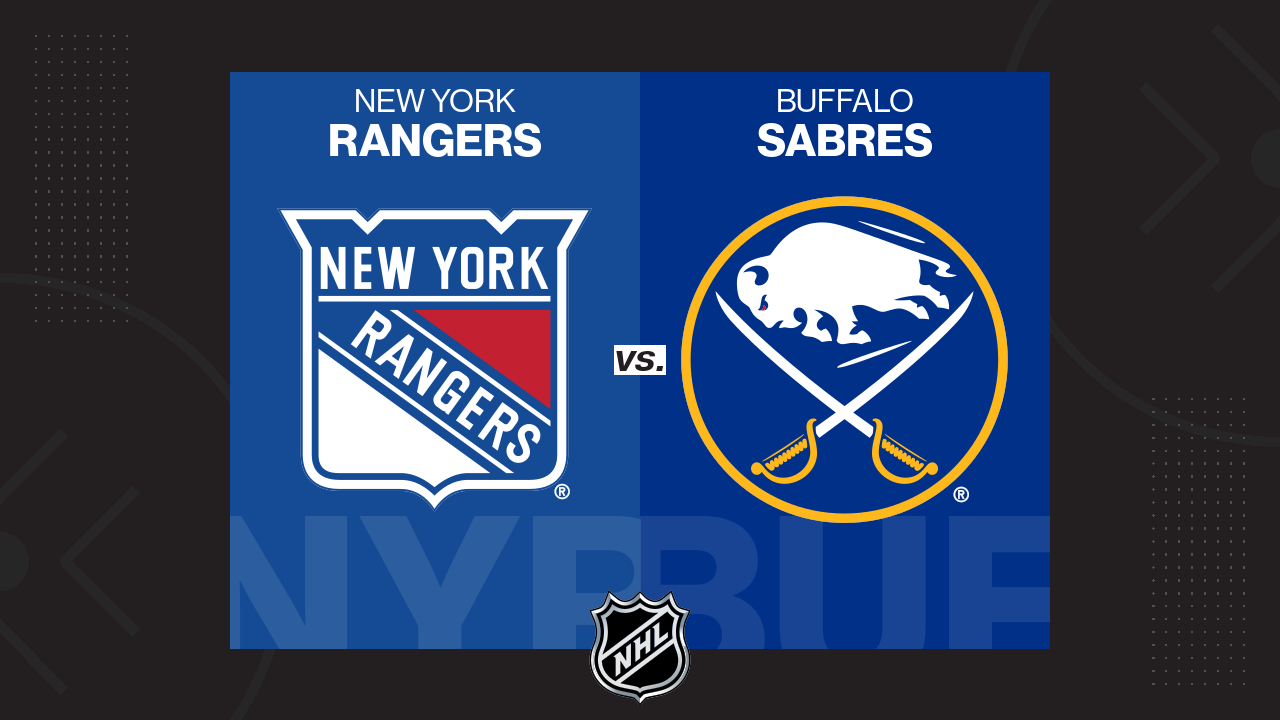 NEW YORK
RANGERS
BUFFALO
SABRES
NEW YORK
RANGERS
®
vs.
®
NYR
BUF
NHL